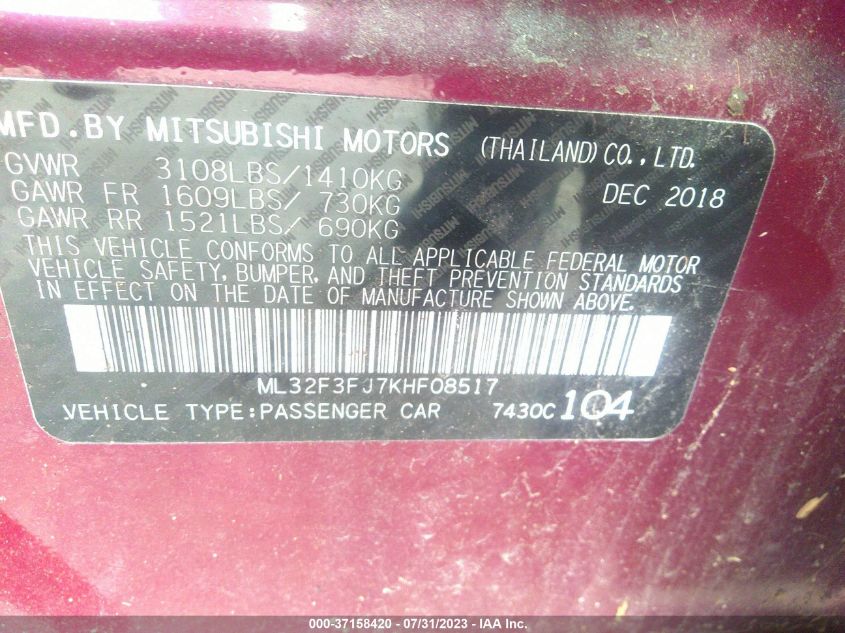 MFD.BY MITSUBISHI MOTORS (THAILAND) CO., LTD.
GVWR 3108LBS/1410KG
GAWR FR 1609LBS/ 730KG DEC 2018
GAWR RR 1521LBS/ 690KG
THIS VEHICLE CONFORMS TO ALL APPLICABLE FEDERAL MOTOR
VEHICLE SAFETY, BUMPER, AND THEFT PREVENTION STANDARDS
IN EFFECT ON THE DATE OF MANUFACTURE SHOWN ABOVE.
ML32F3FJ7KHF08517
VEHICLE TYPE:PASSENGER CAR 7430C 104
000-37158420 - 07/31/2023 - IAA Inc.